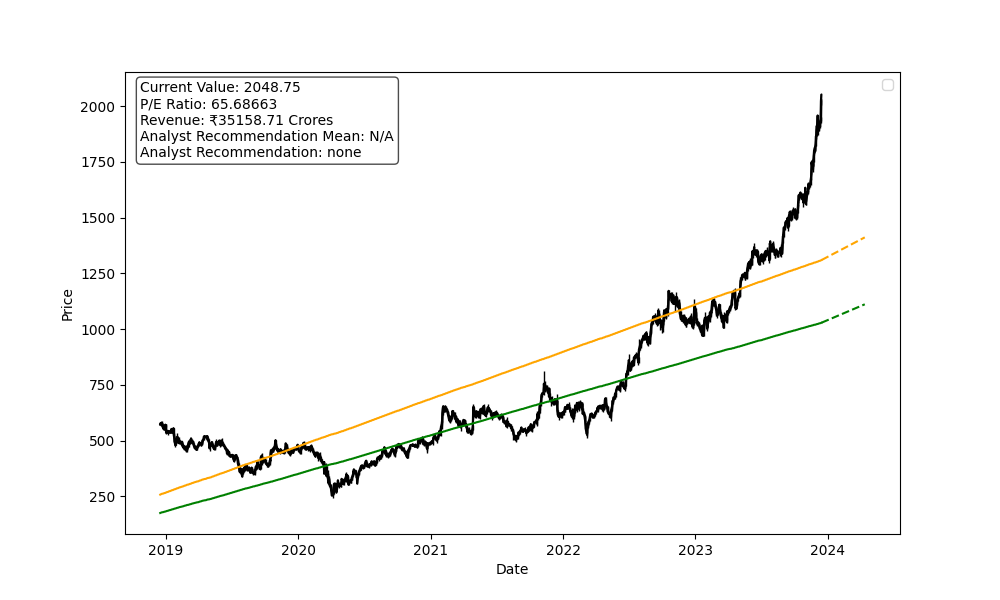 Current Value: 2048.75
P/E Ratio: 65.68663
Revenue: ₹35158.71 Crores
Analyst Recommendation Mean: N/A
Analyst Recommendation: none
2000
1750
1500
1250
1000
750
500
250
Price
2019 2020 2021 2022 2023 2024
Date